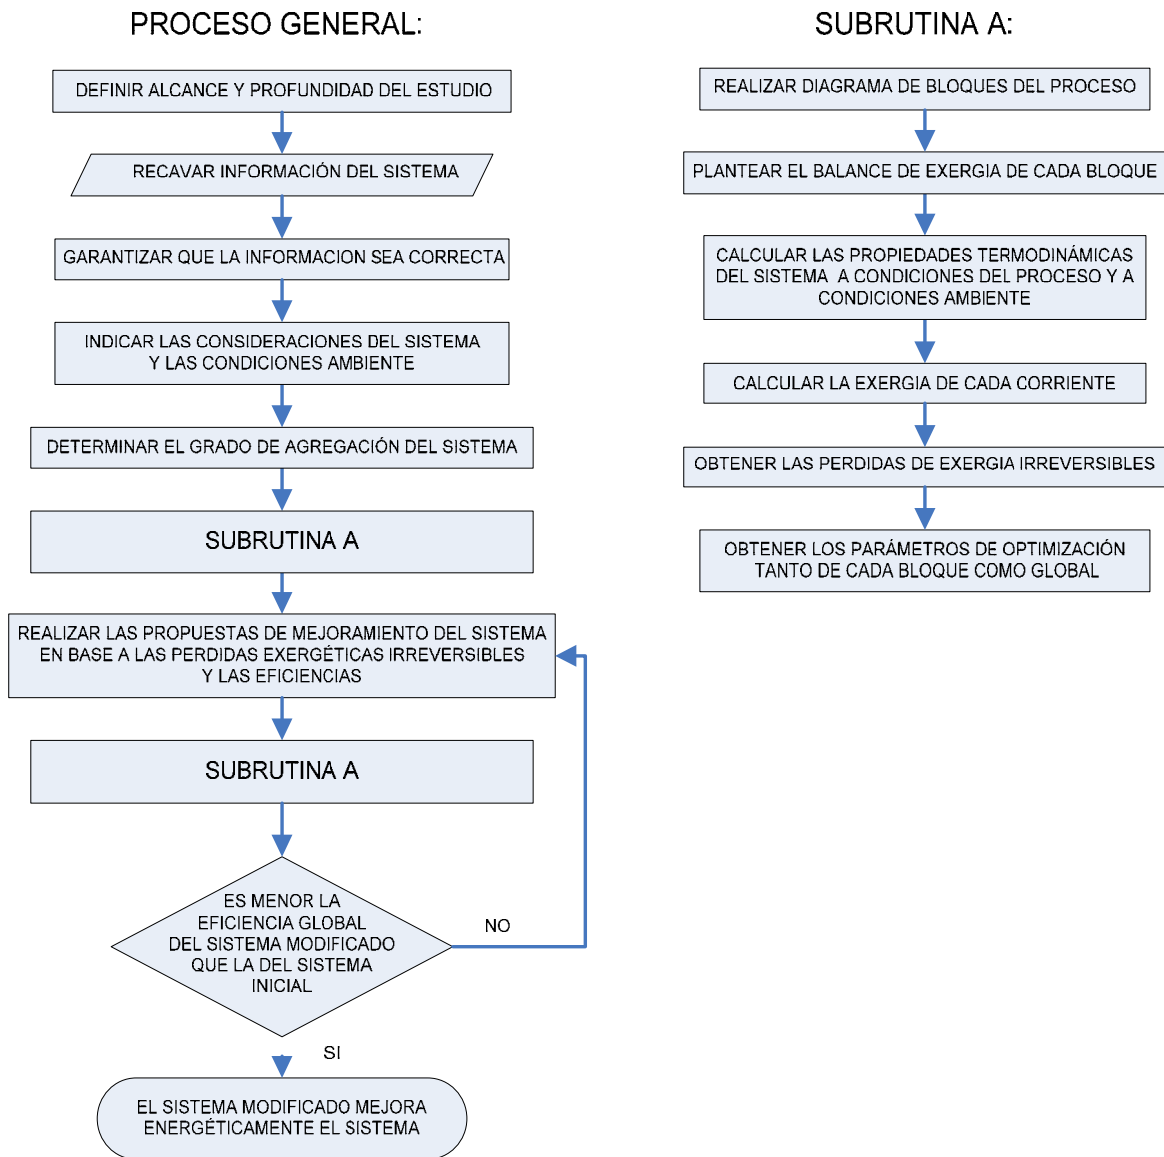 PROCESO GENERAL:
DEFINIR ALCANCE Y PROFUNDIDAD DEL ESTUDIO
RECAVAR INFORMACIÓN DEL SISTEMA
GARANTIZAR QUE LA INFORMACION SEA CORRECTA
INDICAR LAS CONSIDERACIONES DEL SISTEMA
Y LAS CONDICIONES AMBIENTE
DETERMINAR EL GRADO DE AGREGACIÓN DEL SISTEMA
SUBRUTINA A
REALIZAR LAS PROPUESTAS DE MEJORAMIENTO DEL SISTEMA
EN BASE A LAS PERDIDAS EXERGÉTICAS IRREVERSIBLES
Y LAS EFICIENCIAS
SUBRUTINA A
ES MENOR LA
EFICIENCIA GLOBAL
DEL SISTEMA MODIFICADO
QUE LA DEL SISTEMA
INICIAL
NO
SI
EL SISTEMA MODIFICADO MEJORA
ENERGÉTICAMENTE EL SISTEMA
SUBRUTINA A:
REALIZAR DIAGRAMA DE BLOQUES DEL PROCESO
PLANTEAR EL BALANCE DE EXERGIA DE CADA BLOQUE
CALCULAR LAS PROPIEDADES TERMODINÁMICAS
DEL SISTEMA A CONDICIONES DEL PROCESO Y A
CONDICIONES AMBIENTE
CALCULAR LA EXERGIA DE CADA CORRIENTE
OBTENER LAS PERDIDAS DE EXERGIA IRREVERSIBLES
OBTENER LOS PARÁMETROS DE OPTIMIZACIÓN
TANTO DE CADA BLOQUE COMO GLOBAL